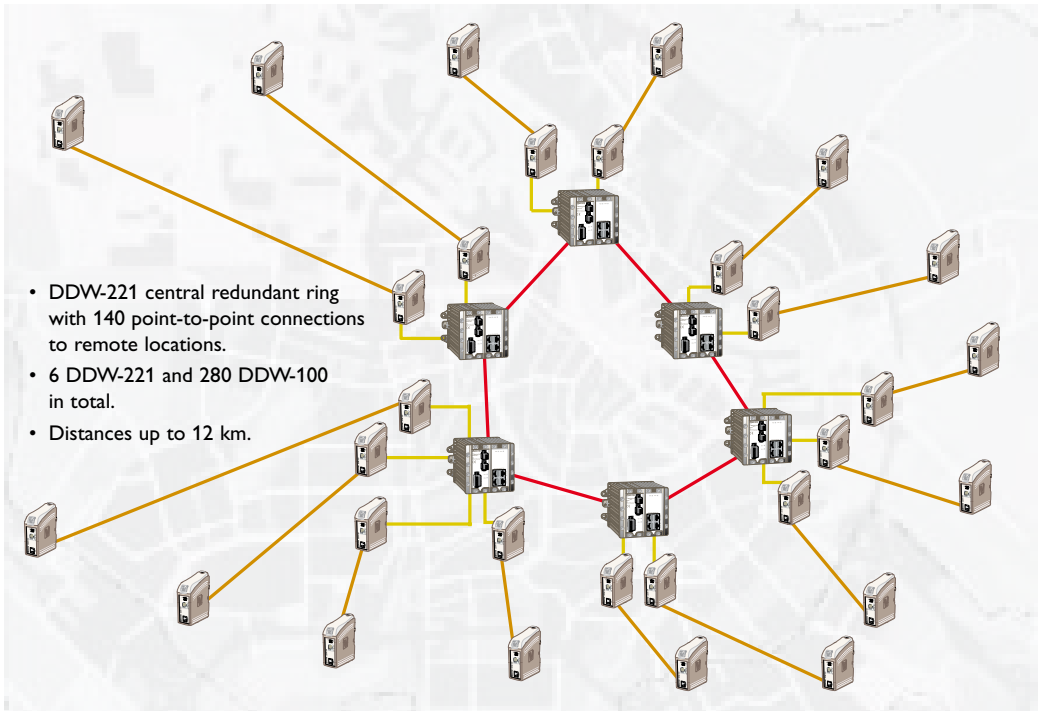 • DDW-221 central redundant ring
with 140 point-to-point connections
to remote locations.
• 6 DDW-221 and 280 DDW-100
in total.
• Distances up to 12 km.